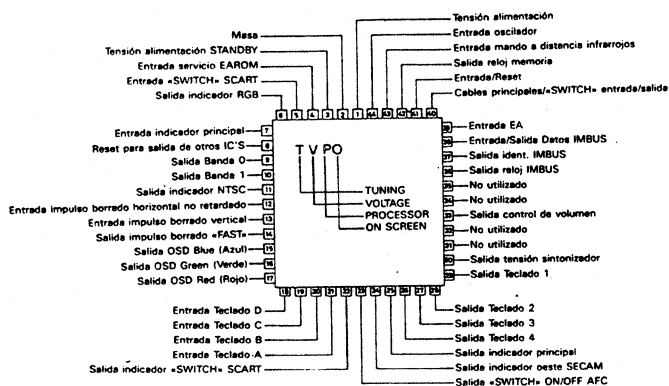 Tensión alimentación
Masa
Entrada oscilador
Tensión alimentación STANDBY
Entrada mando a distancia infrarrojos
Entrada servicio EAROM
Salida reloj memoria
Entrada «SWITCH» SCART
Entrada/Reset
Salida indicador RGB
Cables principales/«SWITCH» entrada/salida
6 5 4 3 2 1 44 43 42 41 40
Entrada indicador principal 7
39 Entrada EA
Reset para salida de otros IC'S 8
38 Entrada/Salida Datos IMBUS
Salida Banda 0 9
37 Salida ident. IMBUS
Salida Banda 1 10
36 Salida reloj IMBUS
Salida indicador NTSC 11
35 No utilizado
Entrada impulso borrado horizontal no retardado 12
34 No utilizado
Entrada impulso borrado vertical 13
33 Salida control de volumen
Salida impulso borrado «FAST» 14
32 No utilizado
Salida OSD Blue (Azul) 15
31 No utilizado
Salida OSD Green (Verde) 16
30 Salida tensión sintonizador
Salida OSD Red (Rojo) 17
29 Salida Teclado 1
T V P O
TUNING
VOLTAGE
PROCESSOR
ON SCREEN
18 19 20 21 22 23 24 25 26 27 28
Entrada Teclado D
Salida Teclado 2
Entrada Teclado C
Salida Teclado 3
Entrada Teclado B
Salida Teclado 4
Entrada Teclado A
Salida indicador principal
Salida indicador «SWITCH» SCART
Salida indicador oeste SECAM
Salida «SWITCH» ON/OFF AFC